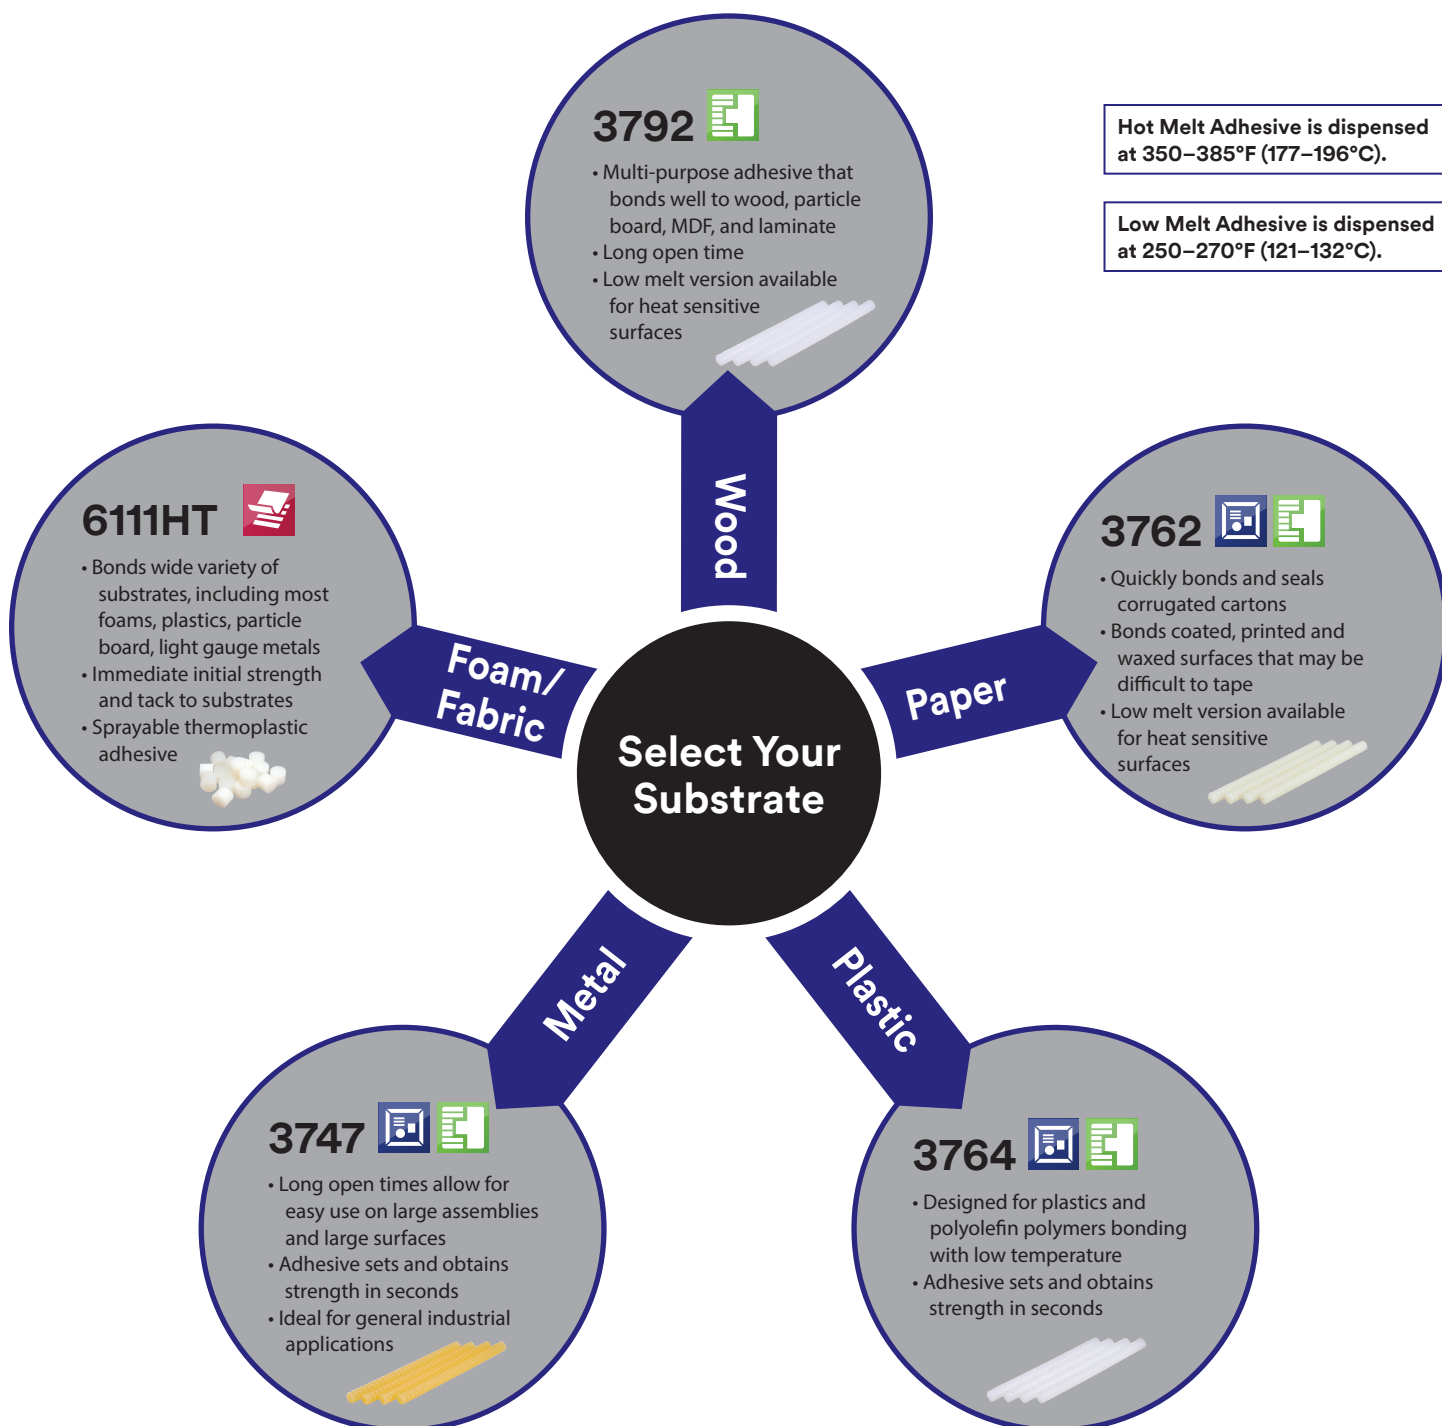 3792
• Multi-purpose adhesive that
bonds well to wood, particle
board, MDF, and laminate
• Long open time
• Low melt version available
for heat sensitive
surfaces
Hot Melt Adhesive is dispensed
at 350–385°F (177–196°C).
Low Melt Adhesive is dispensed
at 250–270°F (121–132°C).
Wood
6111HT
• Bonds wide variety of
substrates, including most
foams, plastics, particle
board, light gauge metals
• Immediate initial strength
and tack to substrates
• Sprayable thermoplastic
adhesive
Foam/
Fabric
Paper
3762
• Quickly bonds and seals
corrugated cartons
• Bonds coated, printed and
waxed surfaces that may be
difficult to tape
• Low melt version available
for heat sensitive
surfaces
Select Your
Substrate
Metal
Plastic
3747
• Long open times allow for
easy use on large assemblies
and large surfaces
• Adhesive sets and obtains
strength in seconds
• Ideal for general industrial
applications
3764
• Designed for plastics and
polyolefin polymers bonding
with low temperature
• Adhesive sets and obtains
strength in seconds